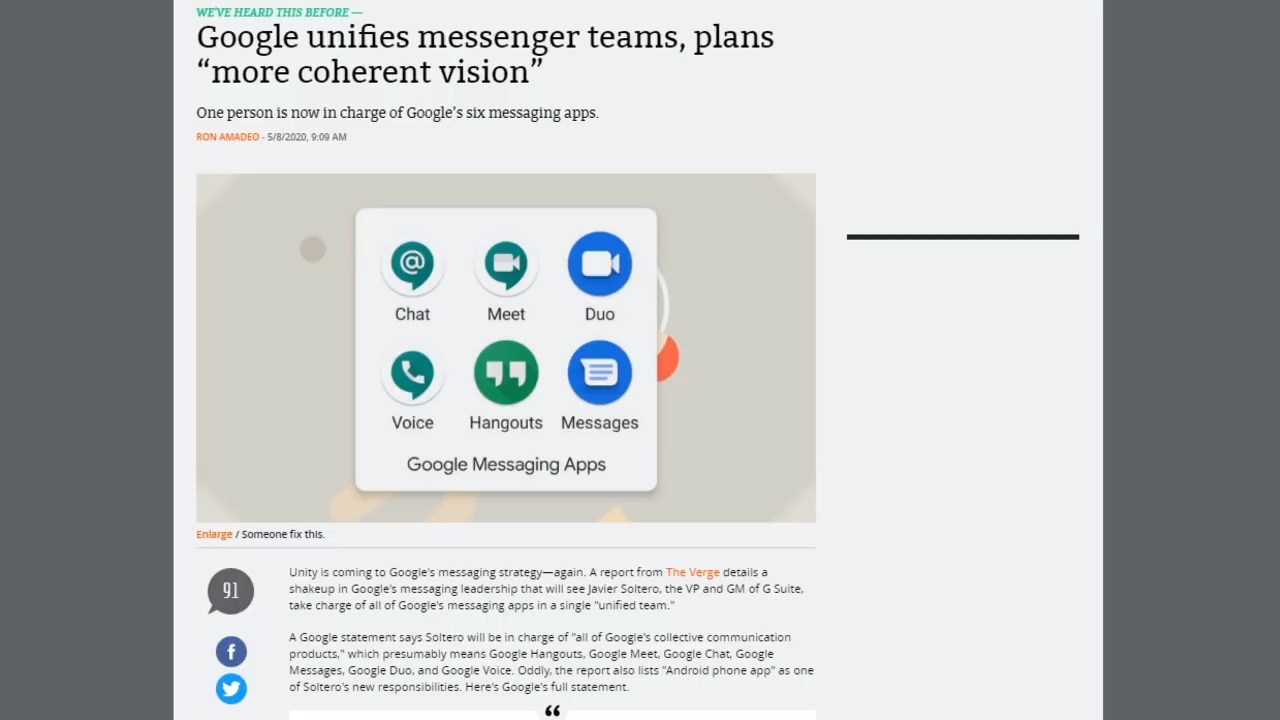 WE'VE HEARD THIS BEFORE —
Google unifies messenger teams, plans
“more coherent vision”
One person is now in charge of Google’s six messaging apps.
RON AMADEO - 5/8/2020, 9:09 AM
Chat Meet Duo
Voice Hangouts Messages
Google Messaging Apps
Enlarge / Someone fix this.
91
Unity is coming to Google's messaging strategy—again. A report from The Verge details a
shakeup in Google's messaging leadership that will see Javier Soltero, the VP and GM of G Suite,
take charge of all of Google's messaging apps in a single "unified team."
A Google statement says Soltero will be in charge of "all of Google's collective communication
products," which presumably means Google Hangouts, Google Meet, Google Chat, Google
Messages, Google Duo, and Google Voice. Oddly, the report also lists "Android phone app" as one
of Soltero's new responsibilities. Here's Google's full statement.
“